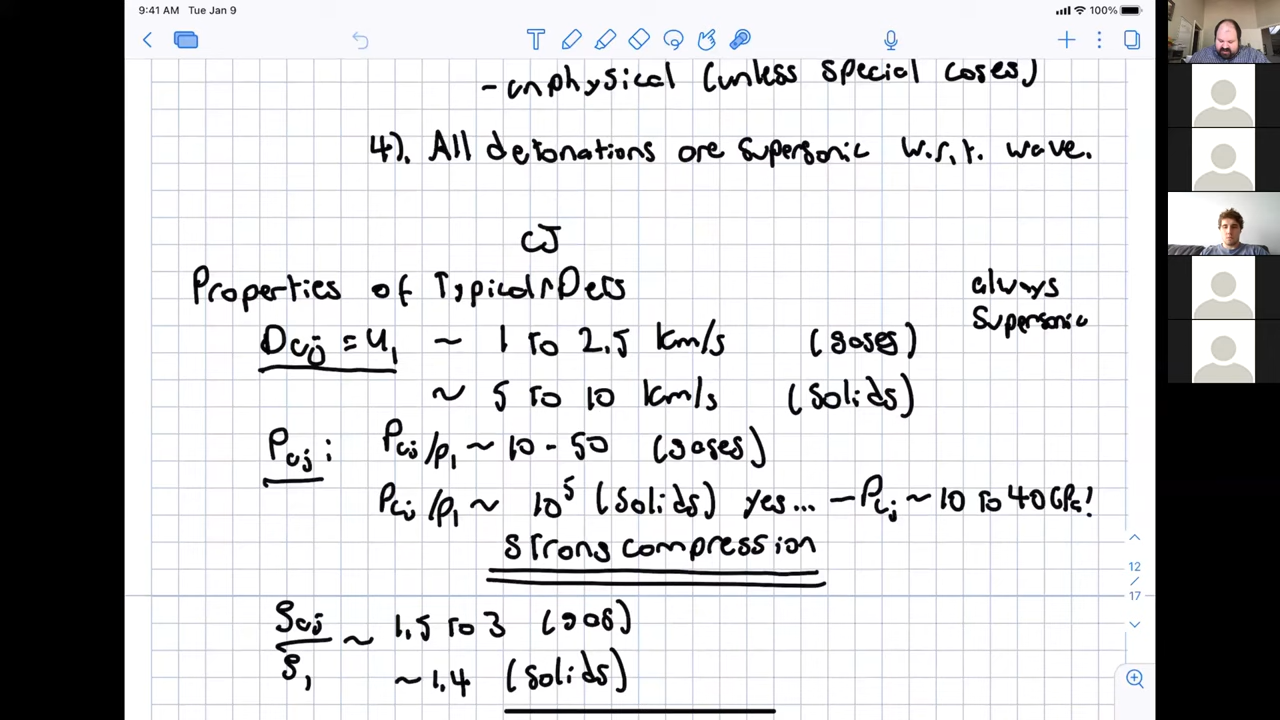 9:41 AM Tue Jan 9
100%
- unphysical (unless special cases)
4). All detonations are supersonic w.r.t. wave.
CJ
Properties of Typical ∧ Dets
always
supersonic
Dcj = u₁ ~ 1 to 2.5 km/s (gases)
~ 5 to 10 km/s (solids)
Pcj : Pcj/p₁ ~ 10 - 50 (gases)
Pcj/p₁ ~ 10⁵ (solids) yes... - Pcj ~ 10 to 40 GPa!
strong compression
ρcj/ρ₁ ~ 1.5 to 3 (gas)
~ 1.4 (solids)
12
/
17